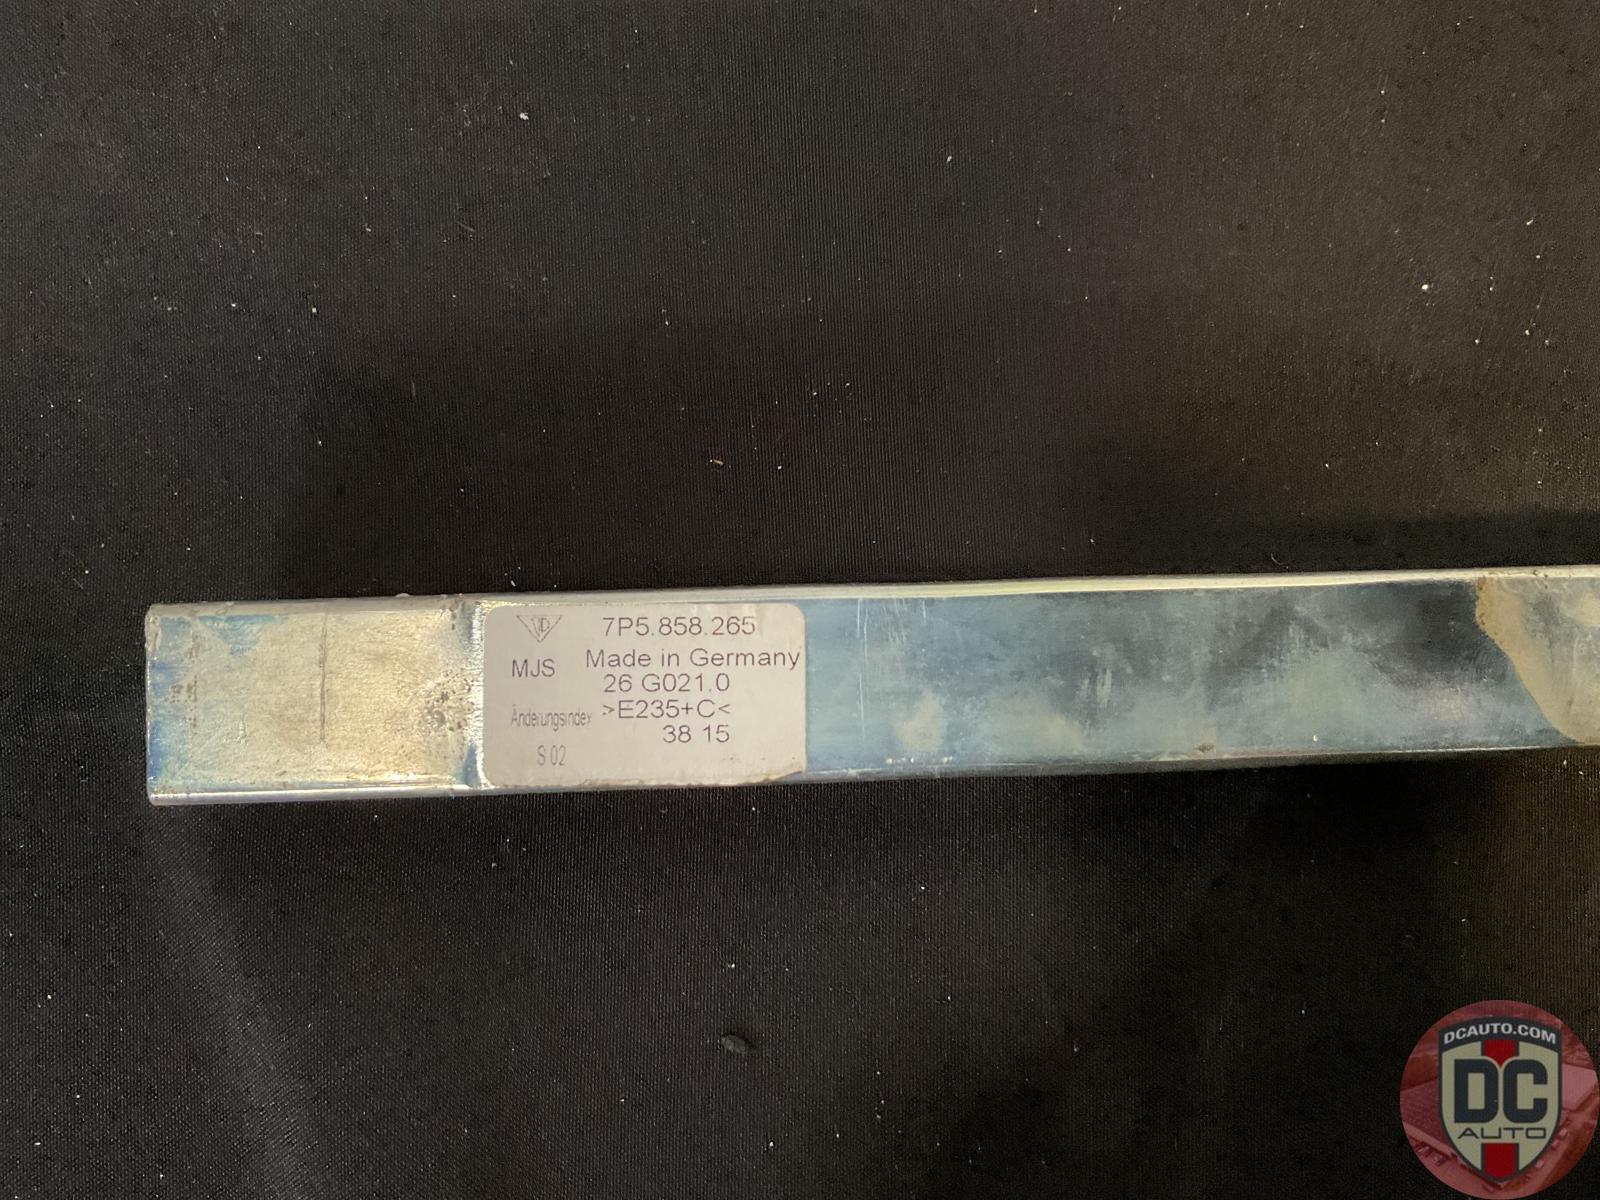 7P5.858.265
MJS
Made in Germany
26 G021.0
Änderungsindex
>E235+C<
38 15
S 02
DCAUTO.COM
DC
AUTO